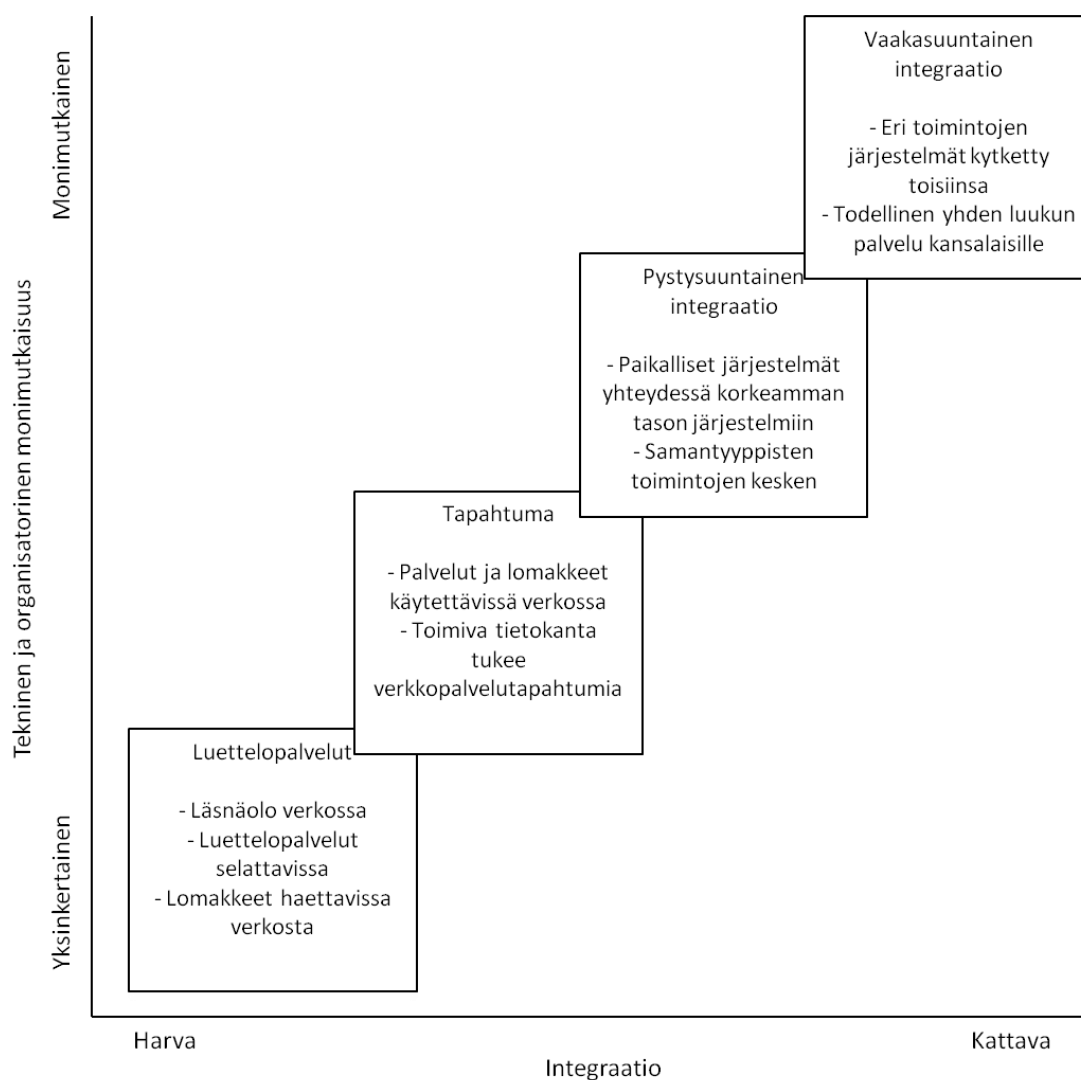 Monimutkainen
Tekninen ja organisatorinen monimutkaisuus
Yksinkertainen
Vaakasuuntainen
integraatio
- Eri toimintojen
järjestelmät kytketty
toisiinsa
- Todellinen yhden luukun
palvelu kansalaisille
Pystysuuntainen
integraatio
- Paikalliset järjestelmät
yhteydessä korkeamman
tason järjestelmiin
- Samantyyppisten
toimintojen kesken
Tapahtuma
- Palvelut ja lomakkeet
käytettävissä verkossa
- Toimiva tietokanta
tukee
verkkopalvelutapahtumia
Luettelopalvelut
- Läsnäolo verkossa
- Luettelopalvelut
selattavissa
- Lomakkeet haettavissa
verkosta
Harva
Kattava
Integraatio